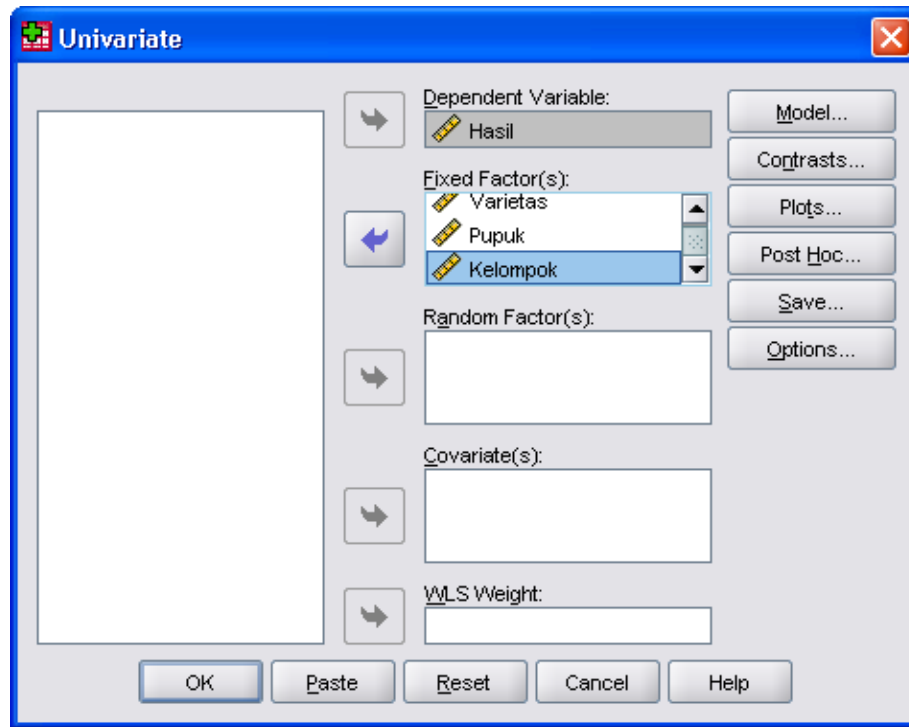 Univariate
Dependent Variable:
Hasil
Fixed Factor(s):
Varietas
Pupuk
Kelompok
Random Factor(s):
Covariate(s):
WLS Weight:
Model...
Contrasts...
Plots...
Post Hoc...
Save...
Options...
OK
Paste
Reset
Cancel
Help